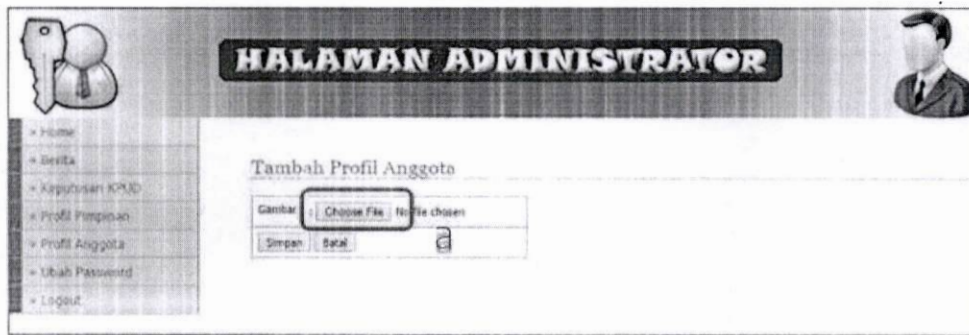 HALAMAN ADMINISTRATOR
» Home
» Berita
» Keputusan KPUD
» Profil Pimpinan
» Profil Anggota
» Ubah Password
» Logout
Tambah Profil Anggota
Gambar : Choose File No file chosen
Simpan Batal
a